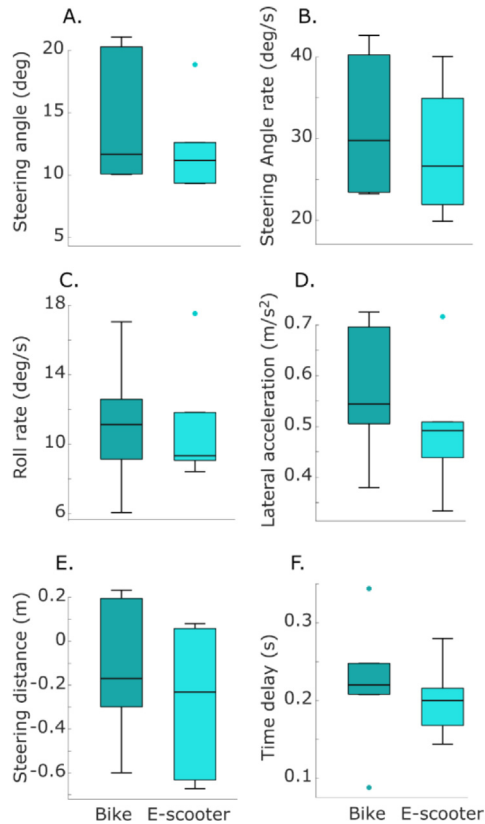 A.
Steering angle (deg)
20
15
10
5
B.
Steering Angle rate (deg/s)
40
30
20
C.
Roll rate (deg/s)
18
14
10
6
D.
Lateral acceleration (m/s²)
0.7
0.6
0.5
0.4
E.
Steering distance (m)
0.2
0
-0.2
-0.4
-0.6
Bike E-scooter
F.
Time delay (s)
0.3
0.2
0.1
Bike E-scooter